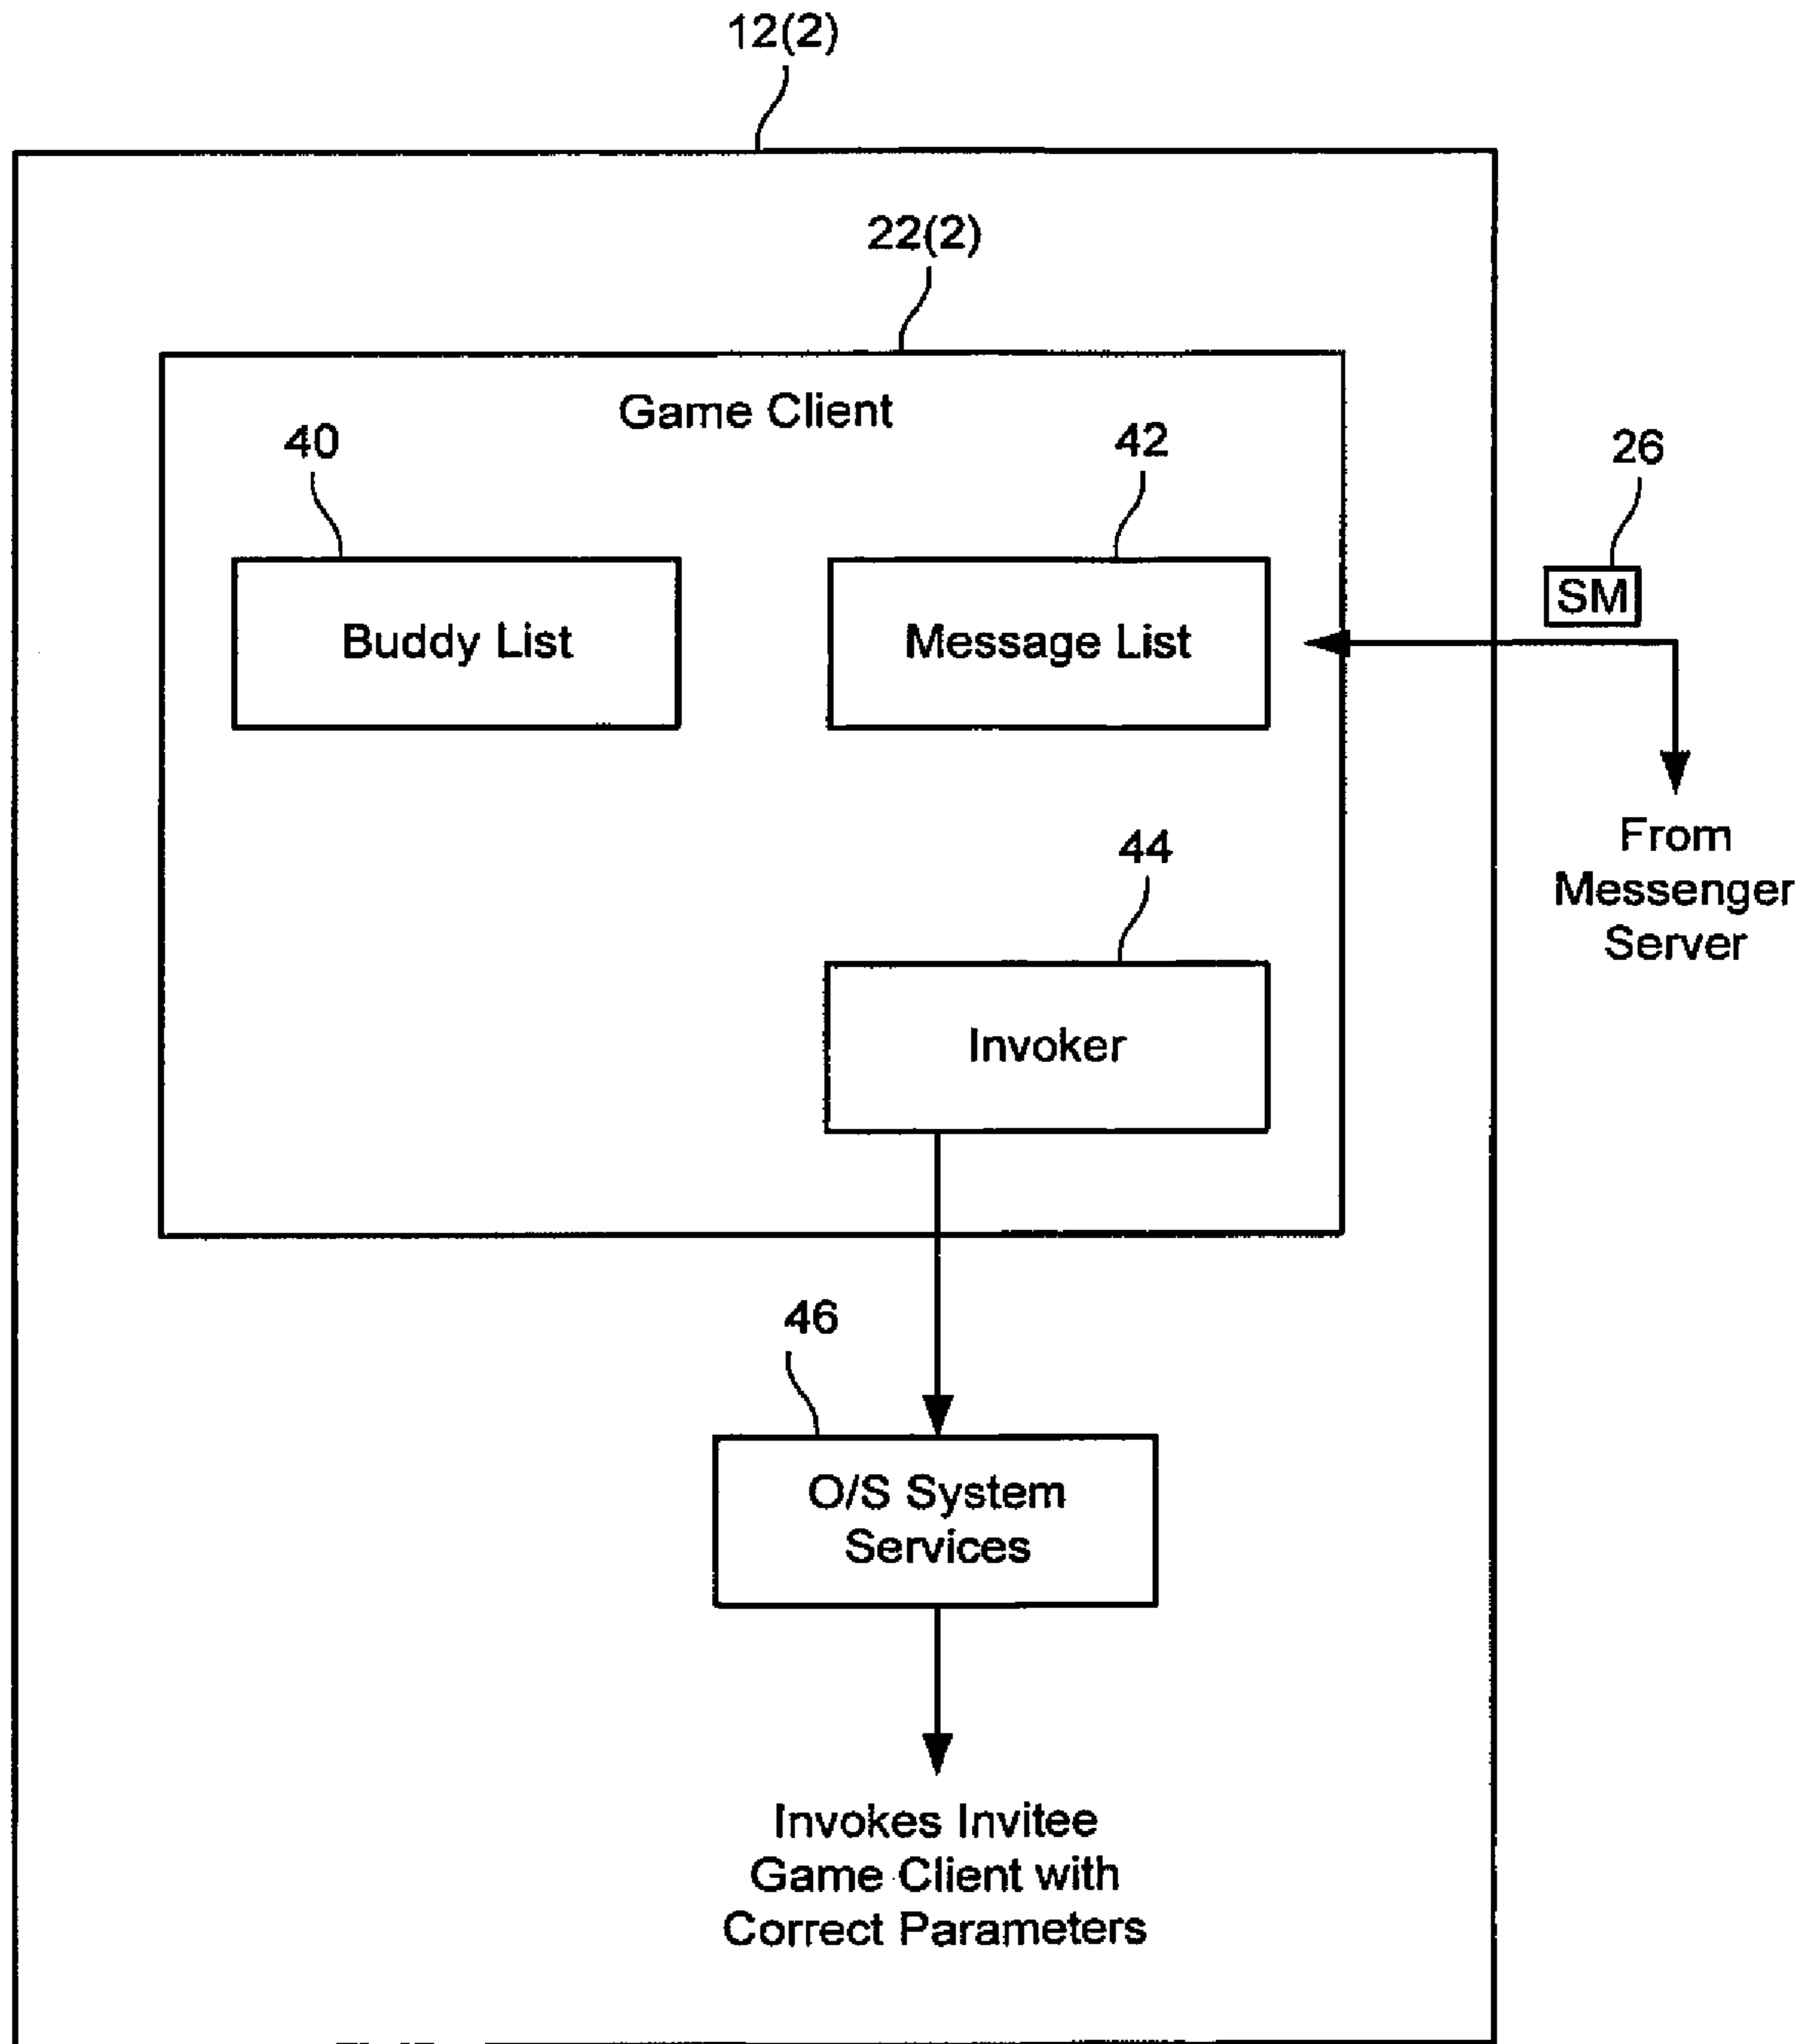 12(2)
22(2)
Game Client
40
42
26
SM
Buddy List
Message List
From
Messenger
Server
44
Invoker
46
O/S System
Services
Invokes Invitee
Game Client with
Correct Parameters